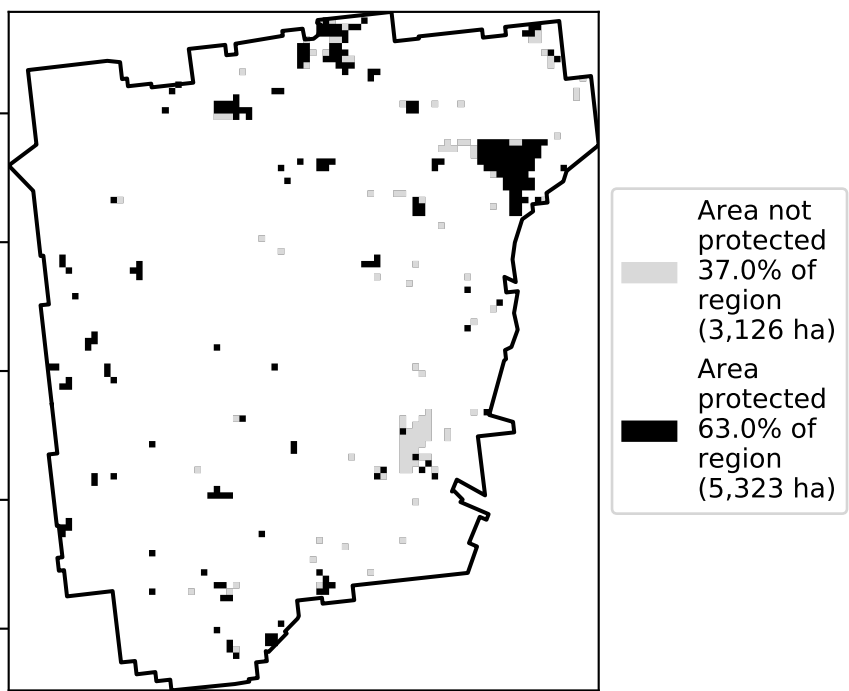 Area not
protected
37.0% of
region
(3,126 ha)
Area
protected
63.0% of
region
(5,323 ha)